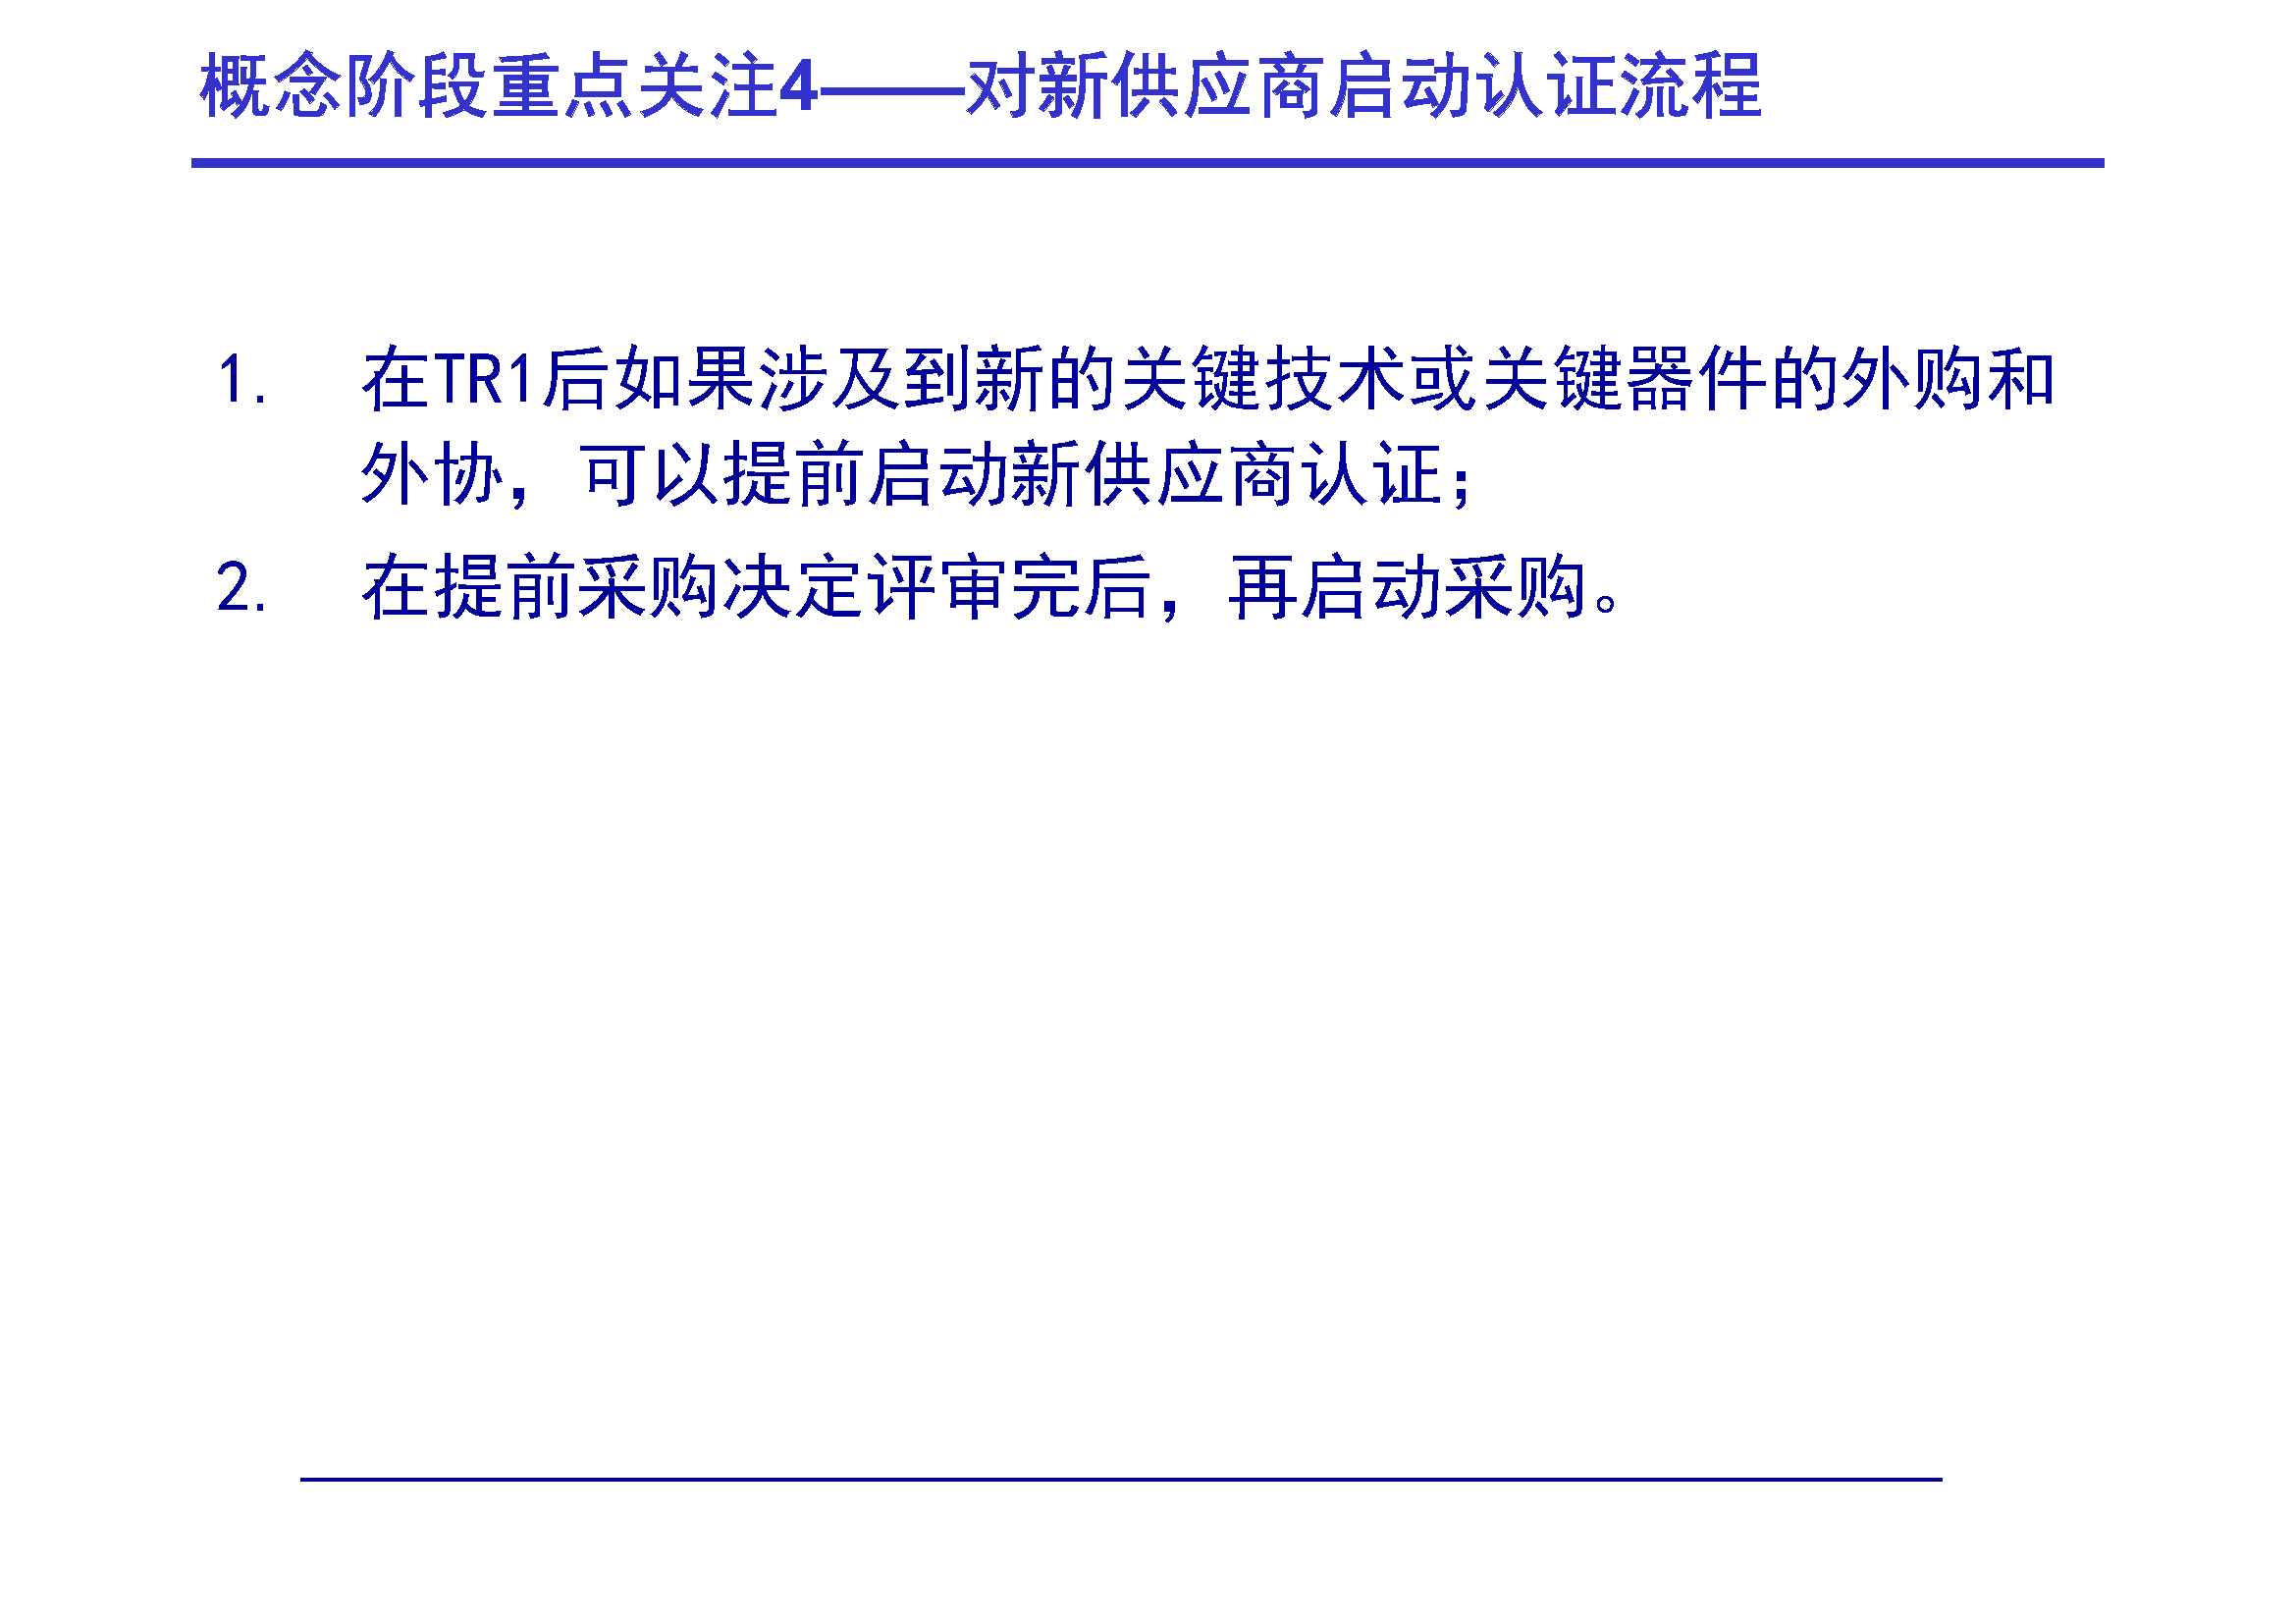 概念阶段重点关注4——对新供应商启动认证流程
1. 在TR1后如果涉及到新的关键技术或关键器件的外购和
外协，可以提前启动新供应商认证；
2. 在提前采购决定评审完后，再启动采购。